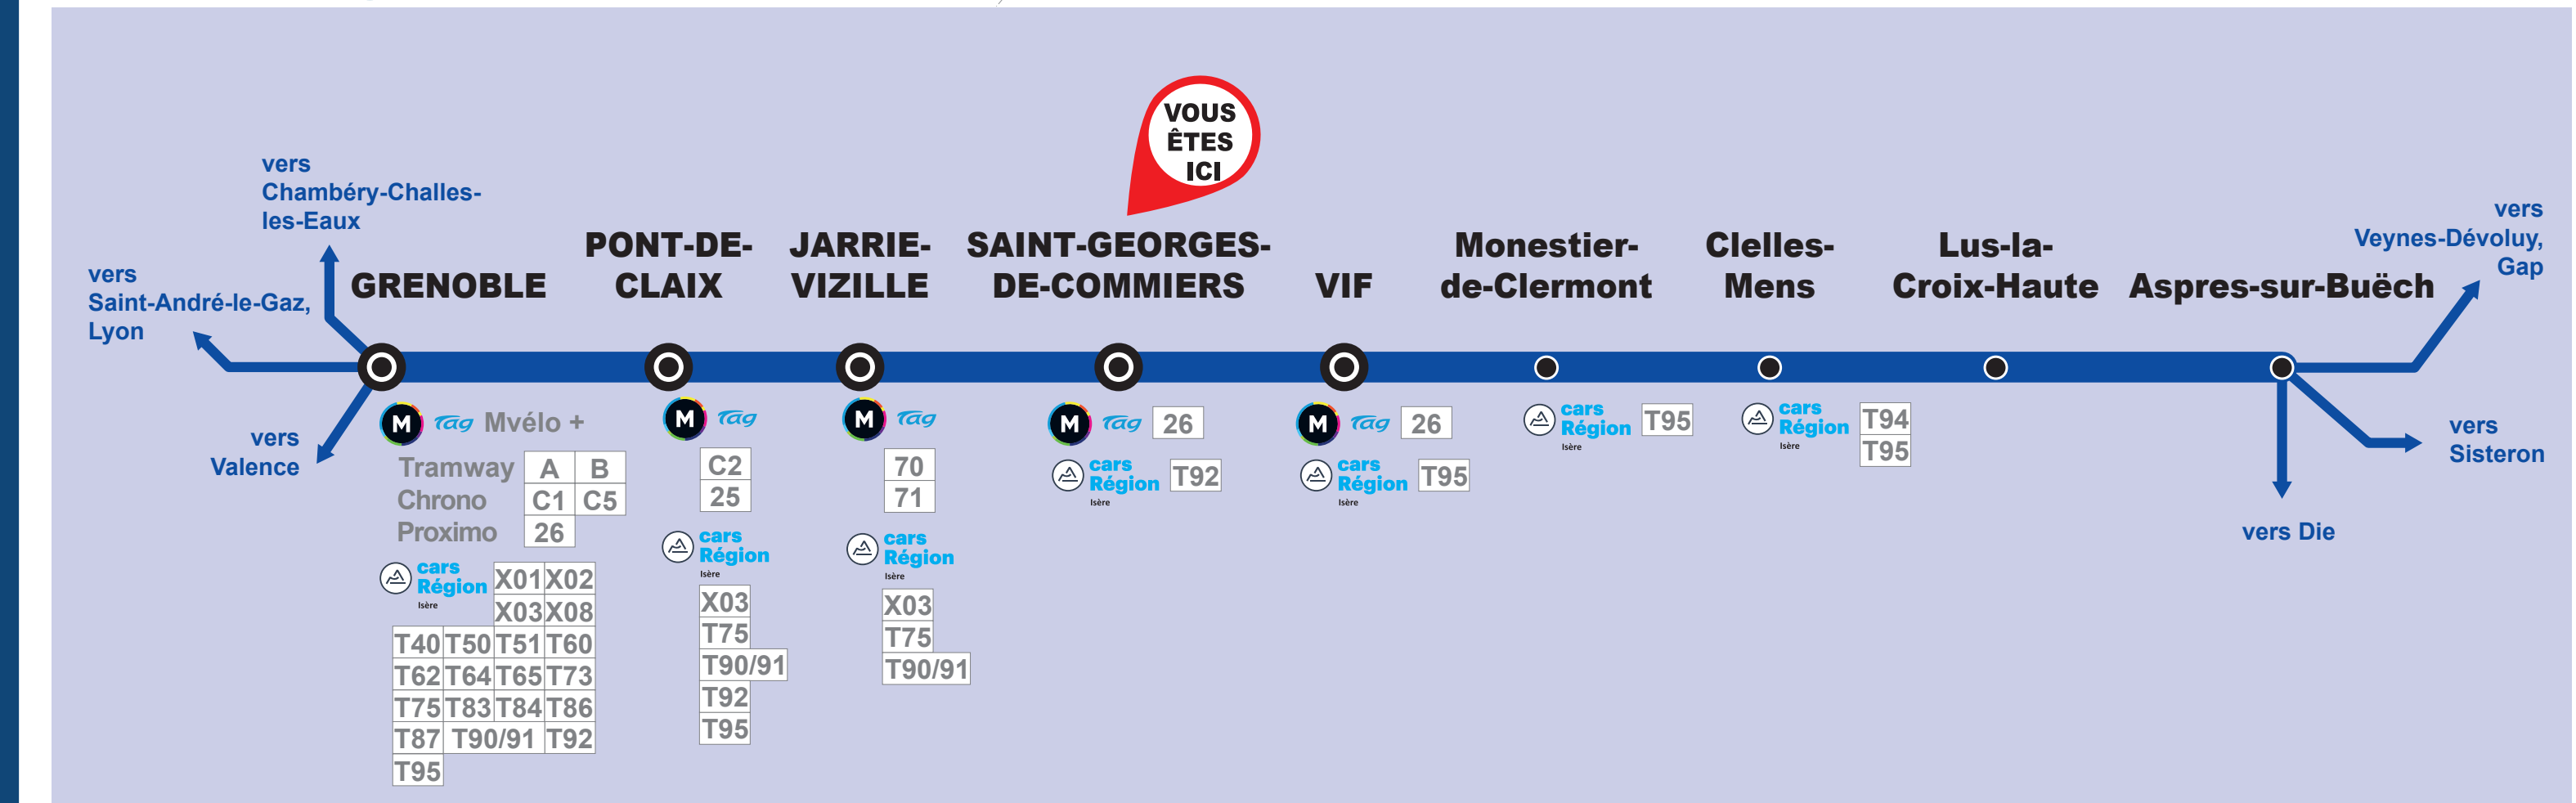 VOUS
ÊTES
ICI
vers
Chambéry-Challes-
les-Eaux
vers
Saint-André-le-Gaz,
Lyon
vers
Valence
GRENOBLE
M Tag Mvélo +
Tramway A B
Chrono C1 C5
Proximo 26
cars
Région
Isère
X01 X02
X03 X08
T40 T50 T51 T60
T62 T64 T65 T73
T75 T83 T84 T86
T87 T90/91 T92
T95
PONT-DE-
CLAIX
M Tag
C2
25
cars
Région
Isère
X03
T75
T90/91
T92
T95
JARRIE-
VIZILLE
M Tag
70
71
cars
Région
Isère
X03
T75
T90/91
SAINT-GEORGES-
DE-COMMIERS
M Tag 26
cars
Région T92
Isère
VIF
M Tag 26
cars
Région T95
Isère
Monestier-
de-Clermont
cars
Région T95
Isère
Clelles-
Mens
cars
Région
Isère
T94
T95
Lus-la-
Croix-Haute
Aspres-sur-Buëch
vers
Veynes-Dévoluy,
Gap
vers
Sisteron
vers Die